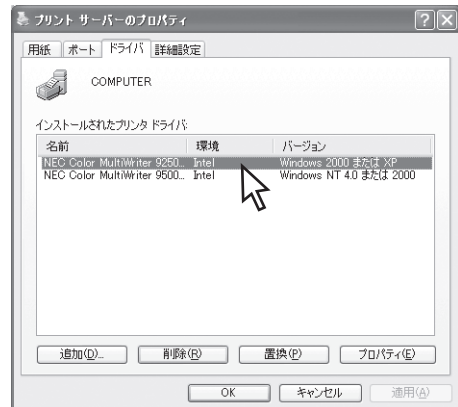 プリント サーバーのプロパティ
用紙 ポート ドライバ 詳細設定
COMPUTER
インストールされたプリンタ ドライバ:
名前 環境 バージョン
NEC Color MultiWriter 9250... Intel Windows 2000 または XP
NEC Color MultiWriter 9500... Intel Windows NT 4.0 または 2000
追加(D)... 削除(R) 置換(P) プロパティ(E)
OK キャンセル 適用(A)